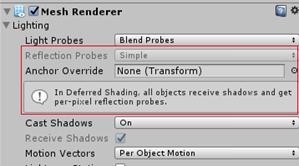 Mesh Renderer
Lighting
Light Probes Blend Probes
Reflection Probes Simple
Anchor Override None (Transform)
In Deferred Shading, all objects receive shadows and get
per-pixel reflection probes.
Cast Shadows On
Receive Shadows
Motion Vectors Per Object Motion